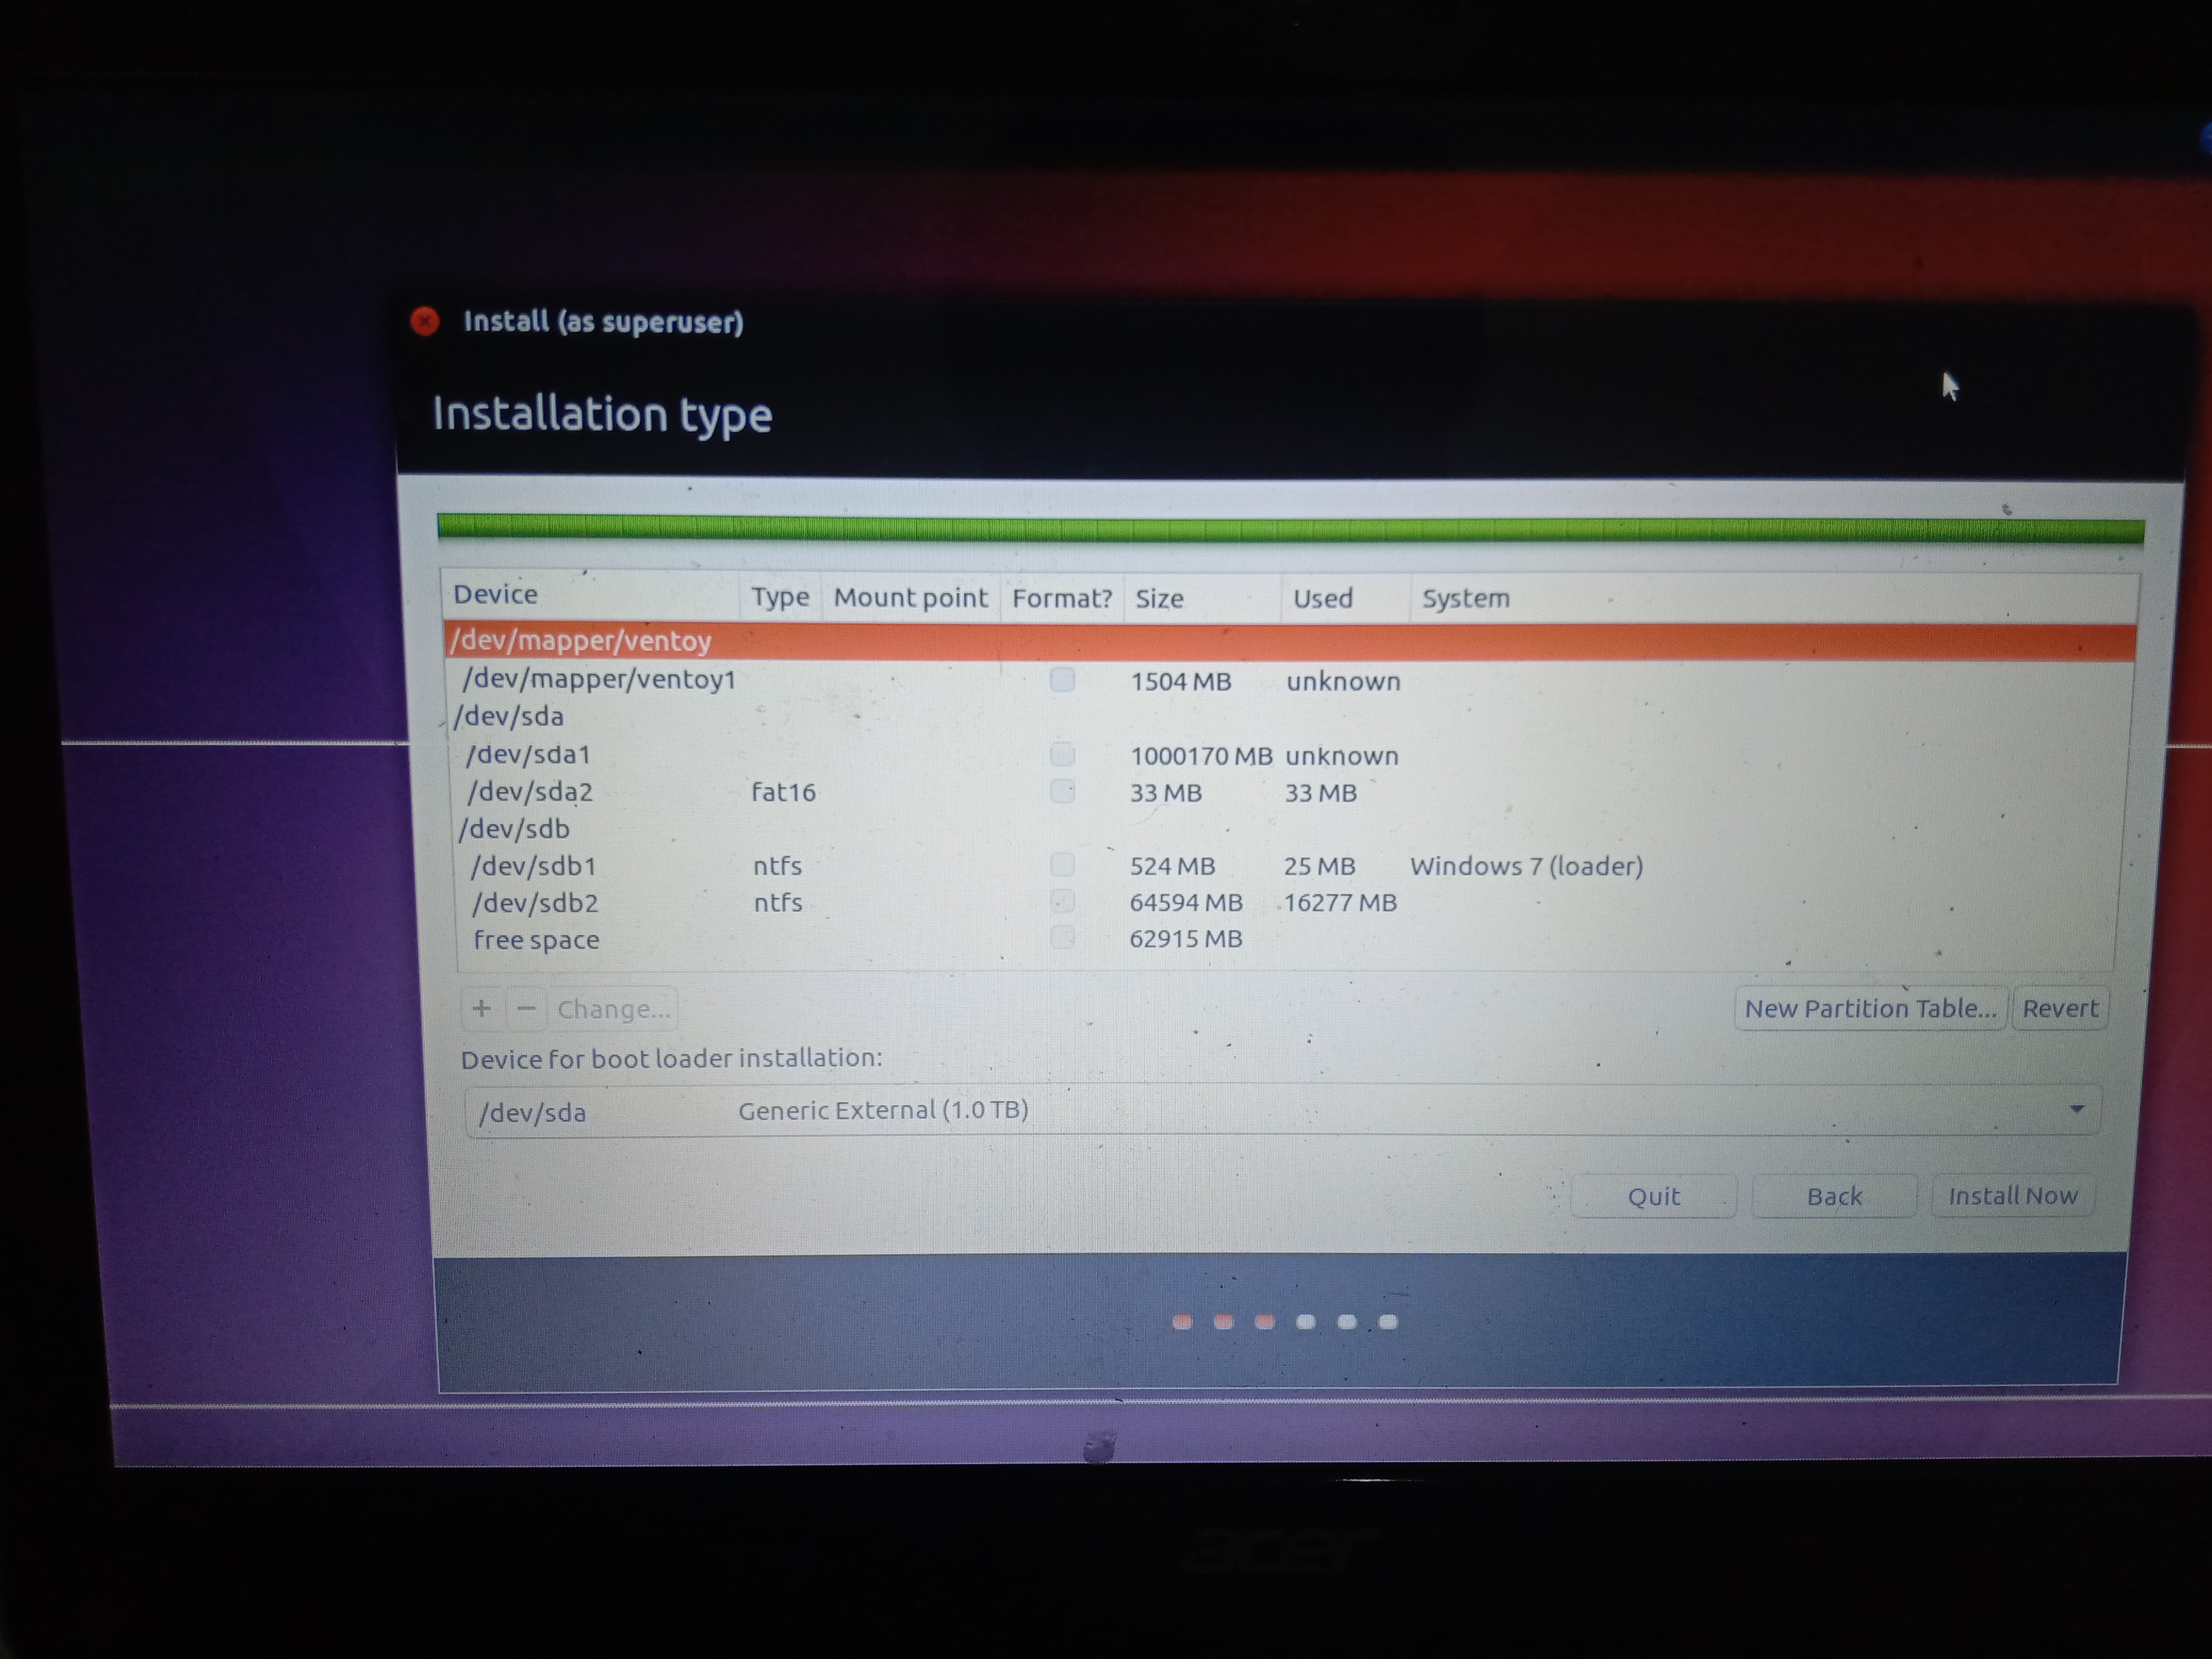 Install (as superuser)
Installation type
Device Type Mount point Format? Size Used System
/dev/mapper/ventoy
/dev/mapper/ventoy1 1504 MB unknown
/dev/sda
/dev/sda1 1000170 MB unknown
/dev/sda2 fat16 33 MB 33 MB
/dev/sdb
/dev/sdb1 ntfs 524 MB 25 MB Windows 7 (loader)
/dev/sdb2 ntfs 64594 MB 16277 MB
free space 62915 MB
+ − Change... New Partition Table... Revert
Device for boot loader installation:
/dev/sda Generic External (1.0 TB)
Quit Back Install Now
acer